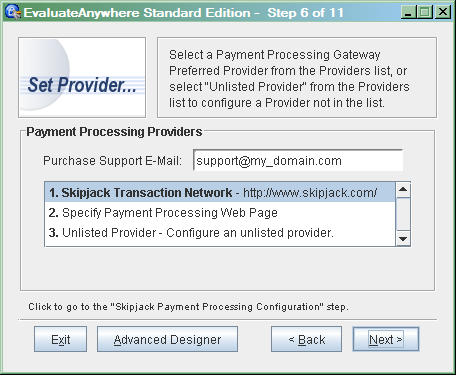 EvaluateAnywhere Standard Edition - Step 6 of 11
Set Provider...
Select a Payment Processing Gateway
Preferred Provider from the Providers list, or
select "Unlisted Provider" from the Providers
list to configure a Provider not in the list.
Payment Processing Providers
Purchase Support E-Mail: support@my_domain.com
1. Skipjack Transaction Network - http://www.skipjack.com/
2. Specify Payment Processing Web Page
3. Unlisted Provider - Configure an unlisted provider.
Click to go to the "Skipjack Payment Processing Configuration" step.
Exit Advanced Designer < Back Next >